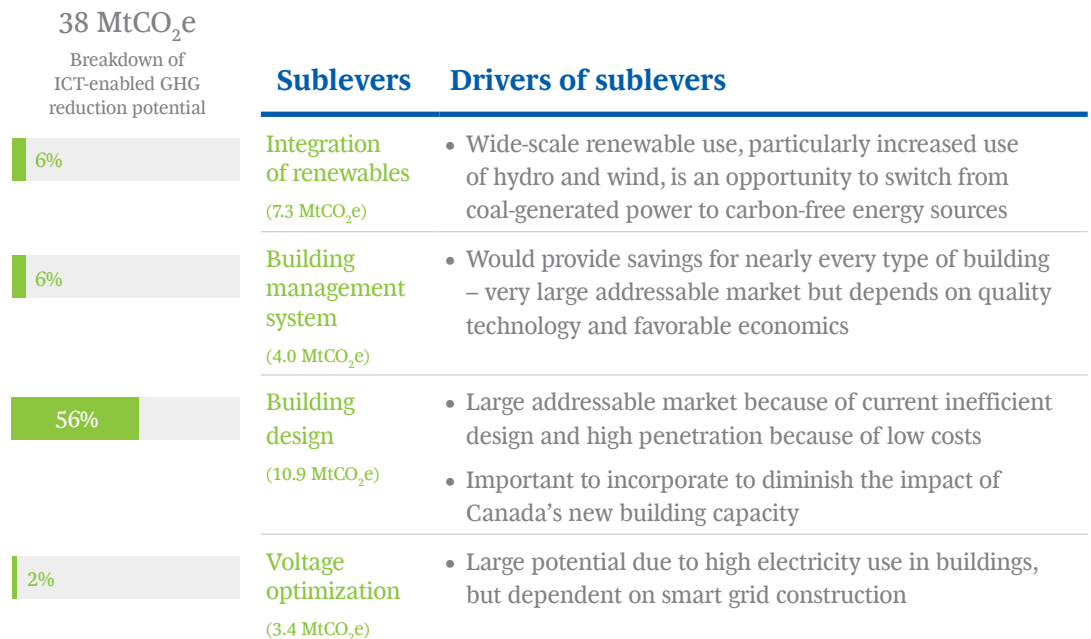 38 MtCO₂e
Breakdown of
ICT-enabled GHG
reduction potential
Sublevers
Drivers of sublevers
6%
Integration
of renewables
(7.3 MtCO₂e)
• Wide-scale renewable use, particularly increased use
of hydro and wind, is an opportunity to switch from
coal-generated power to carbon-free energy sources
6%
Building
management
system
(4.0 MtCO₂e)
• Would provide savings for nearly every type of building
– very large addressable market but depends on quality
technology and favorable economics
56%
Building
design
(10.9 MtCO₂e)
• Large addressable market because of current inefficient
design and high penetration because of low costs
• Important to incorporate to diminish the impact of
Canada’s new building capacity
2%
Voltage
optimization
(3.4 MtCO₂e)
• Large potential due to high electricity use in buildings,
but dependent on smart grid construction